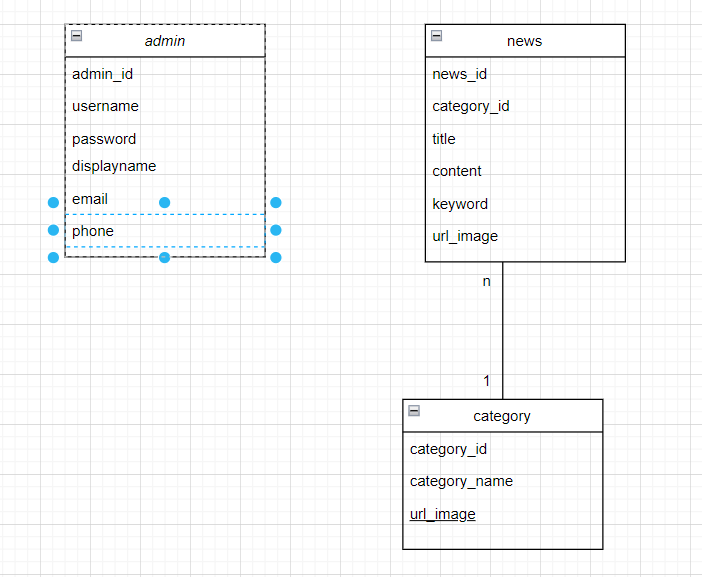 admin
admin_id
username
password
displayname
email
phone
news
news_id
category_id
title
content
keyword
url_image
n
1
category
category_id
category_name
url_image